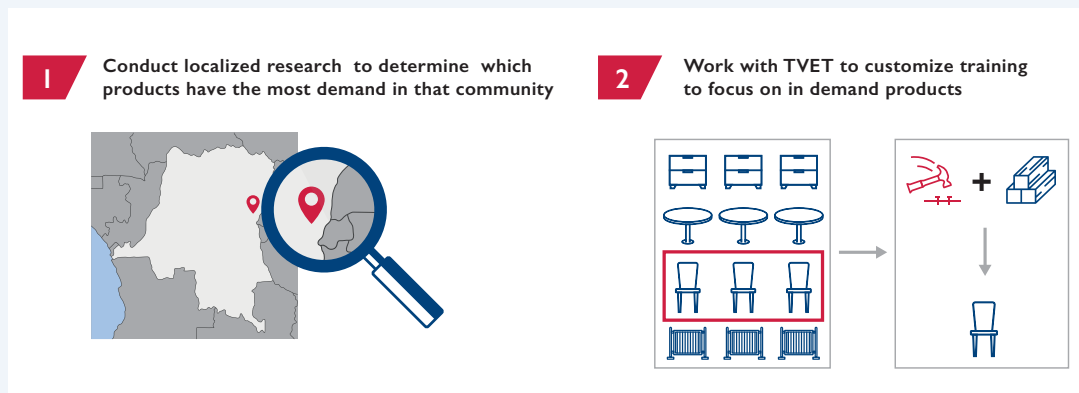 1
Conduct localized research to determine which
products have the most demand in that community
2
Work with TVET to customize training
to focus on in demand products
+